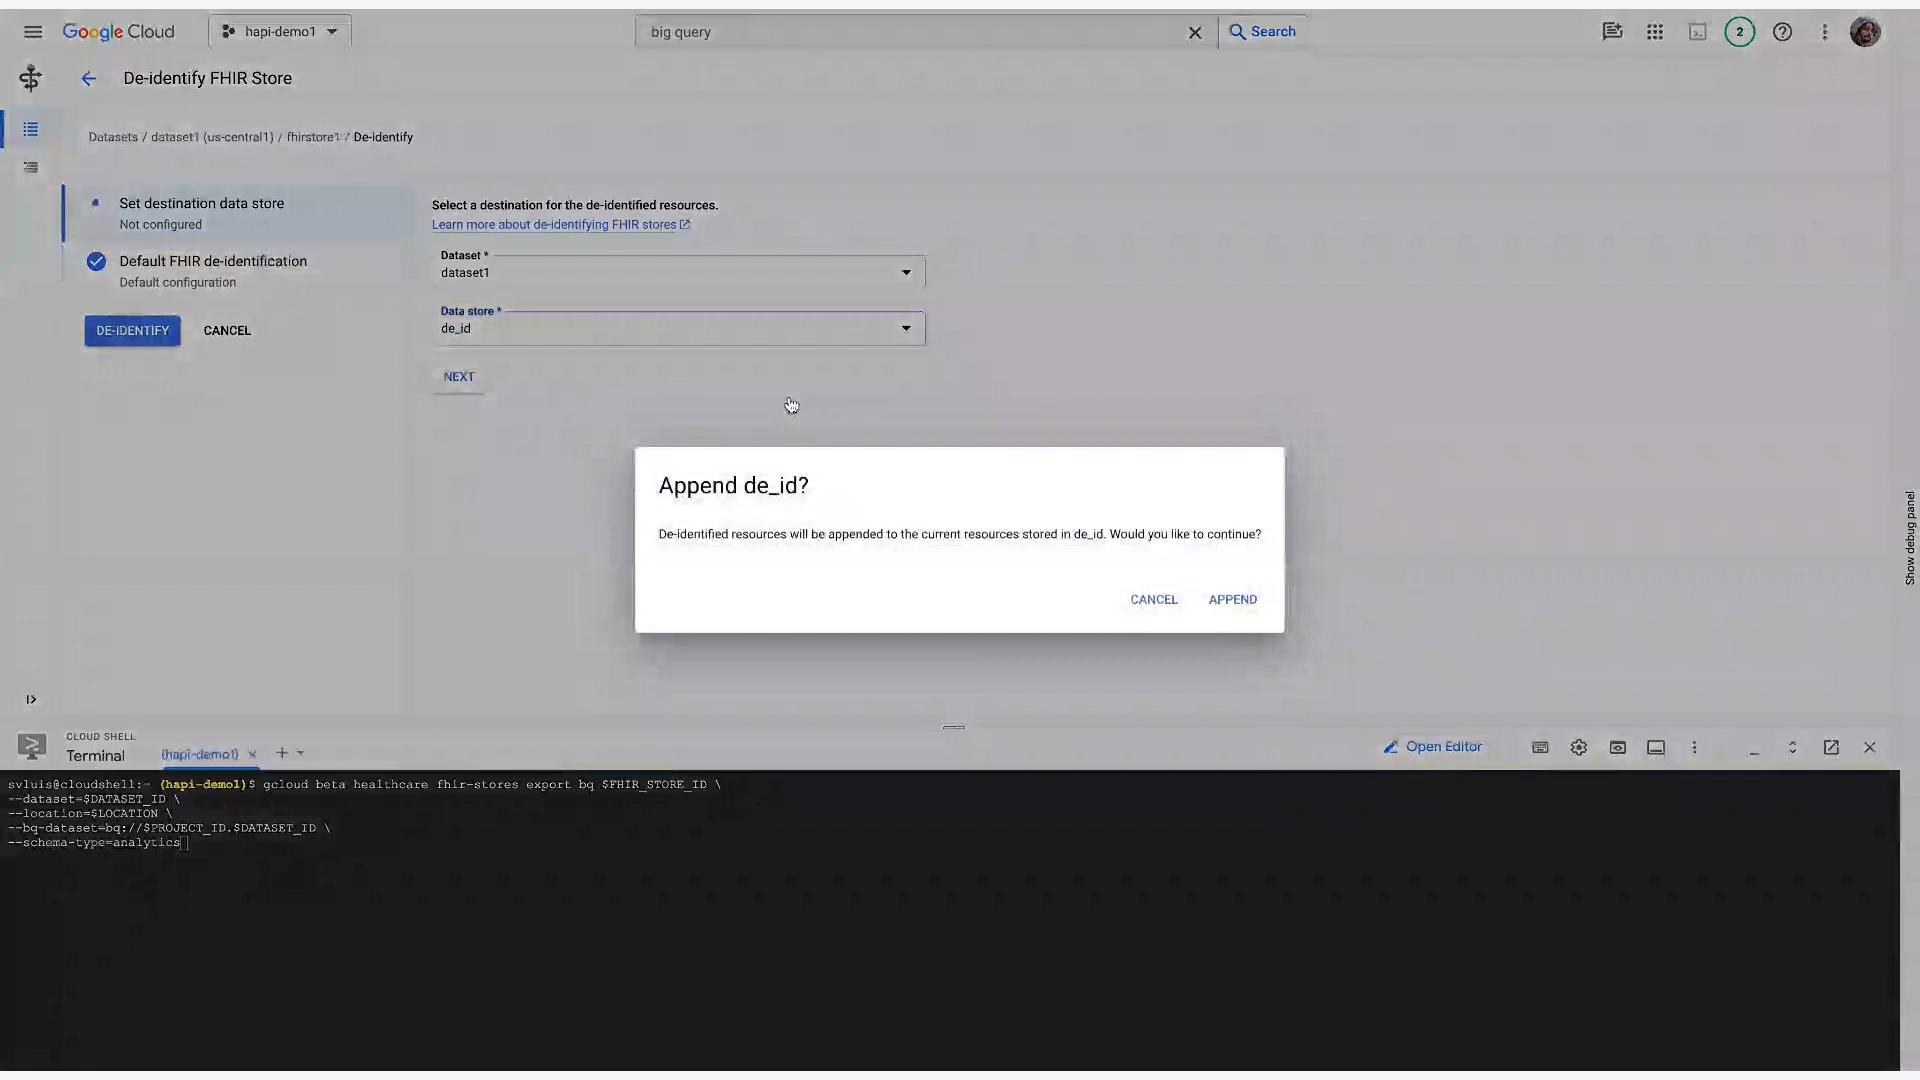 Google Cloud
hapi-demo1
big query
Search
2
De-identify FHIR Store
Datasets / dataset1 (us-central1) / fhirstore1 / De-identify
Set destination data store
Not configured
Default FHIR de-identification
Default configuration
DE-IDENTIFY
CANCEL
Select a destination for the de-identified resources.
Learn more about de-identifying FHIR stores
Dataset *
dataset1
Data store *
de_id
NEXT
Append de_id?
De-identified resources will be appended to the current resources stored in de_id. Would you like to continue?
CANCEL
APPEND
Show debug panel
CLOUD SHELL
Terminal
(hapi-demo1)
Open Editor
svluis@cloudshell:~ (hapi-demo1)$ gcloud beta healthcare fhir-stores export bq $FHIR_STORE_ID \
--dataset=$DATASET_ID \
--location=$LOCATION \
--bq-dataset=bq://$PROJECT_ID.$DATASET_ID \
--schema-type=analytics